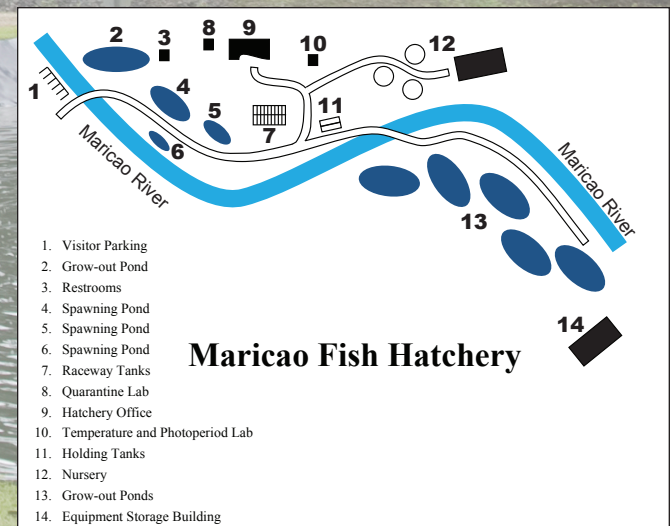 2
3
8
9
10
12
1
4
5
6
7
11
Maricao River
Maricao River
13
14
1. Visitor Parking
2. Grow-out Pond
3. Restrooms
4. Spawning Pond
5. Spawning Pond
6. Spawning Pond
7. Raceway Tanks
8. Quarantine Lab
9. Hatchery Office
10. Temperature and Photoperiod Lab
11. Holding Tanks
12. Nursery
13. Grow-out Ponds
14. Equipment Storage Building
Maricao Fish Hatchery